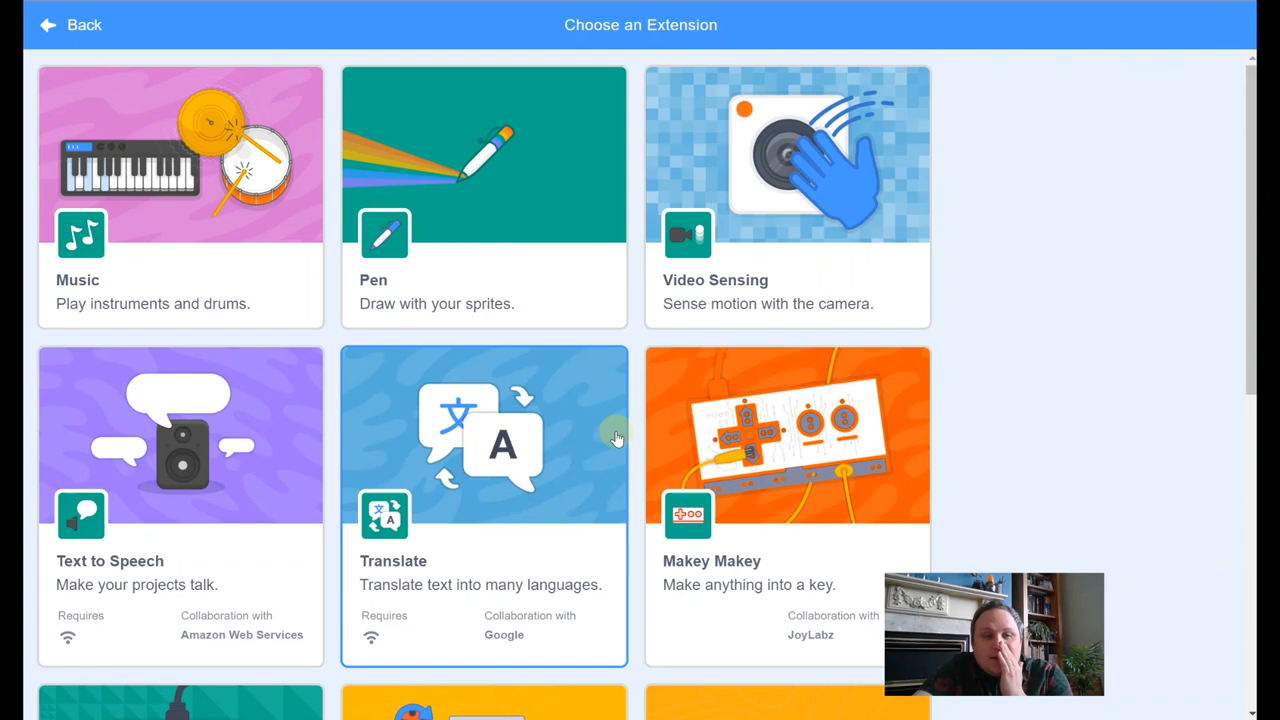 Back
Choose an Extension
Music
Play instruments and drums.
Pen
Draw with your sprites.
Video Sensing
Sense motion with the camera.
文
A
文
A
Text to Speech
Make your projects talk.
Requires
Collaboration with
Amazon Web Services
Translate
Translate text into many languages.
Requires
Collaboration with
Google
Makey Makey
Make anything into a key.
Collaboration with
JoyLabz